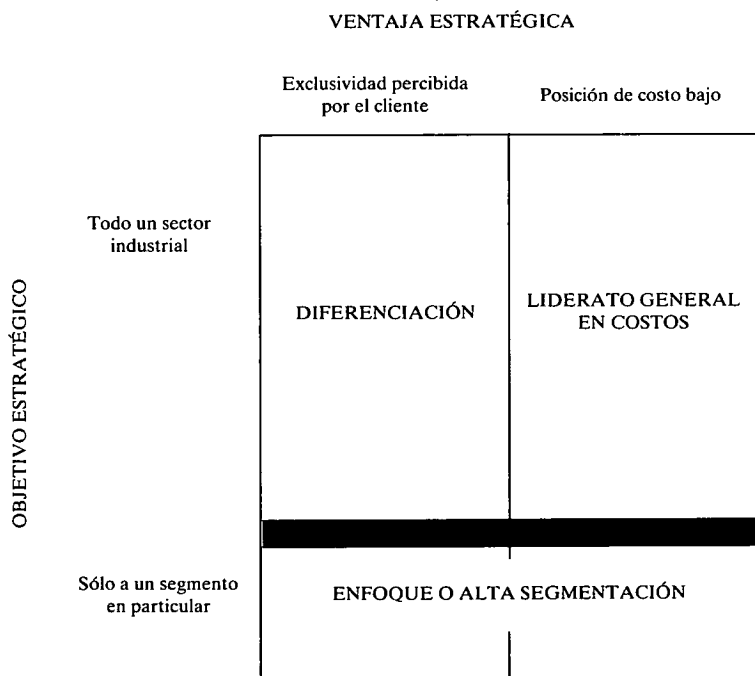 VENTAJA ESTRATÉGICA
Exclusividad percibida
por el cliente
Posición de costo bajo
Todo un sector
industrial
OBJETIVO ESTRATÉGICO
DIFERENCIACIÓN
LIDERATO GENERAL
EN COSTOS
Sólo a un segmento
en particular
ENFOQUE O ALTA SEGMENTACIÓN